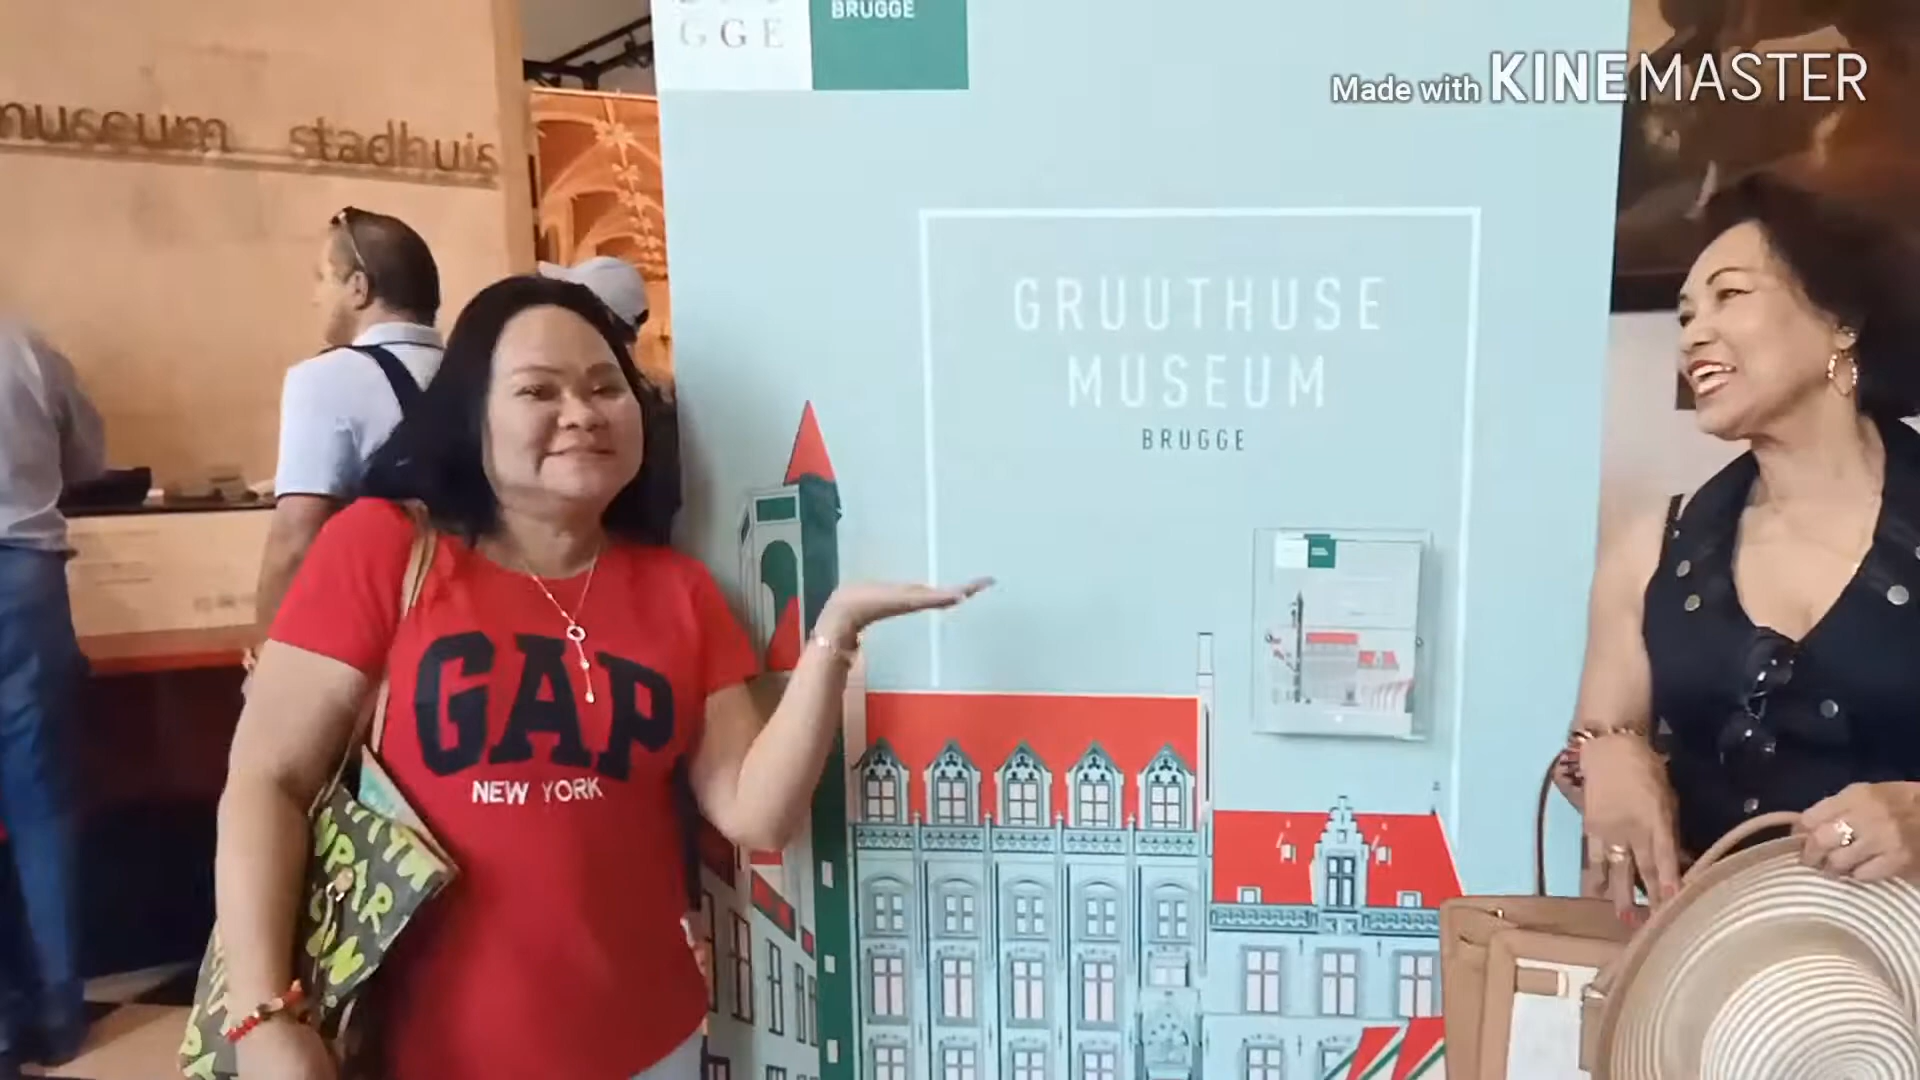 BRUGGE
GGE
Made with KINEMASTER
museum stadhuis
GRUUTHUSE
MUSEUM
BRUGGE
GAP
NEW YORK